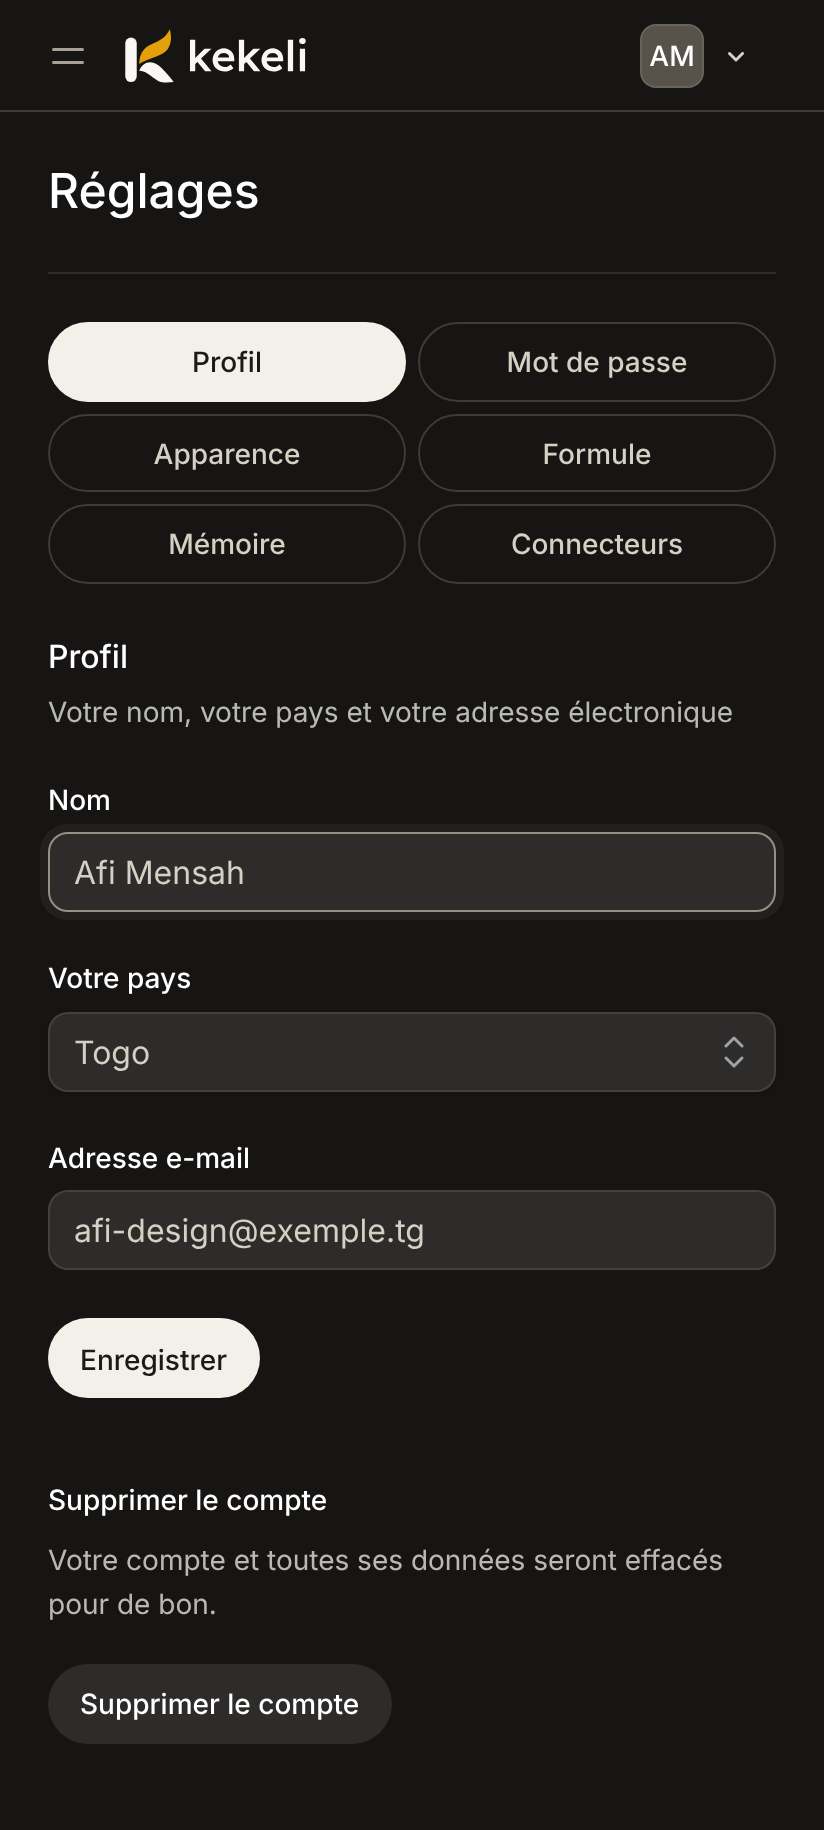 kekeli
AM
Réglages
Profil
Mot de passe
Apparence
Formule
Mémoire
Connecteurs
Profil
Votre nom, votre pays et votre adresse électronique
Nom
Afi Mensah
Votre pays
Togo
Adresse e-mail
afi-design@exemple.tg
Enregistrer
Supprimer le compte
Votre compte et toutes ses données seront effacés
pour de bon.
Supprimer le compte